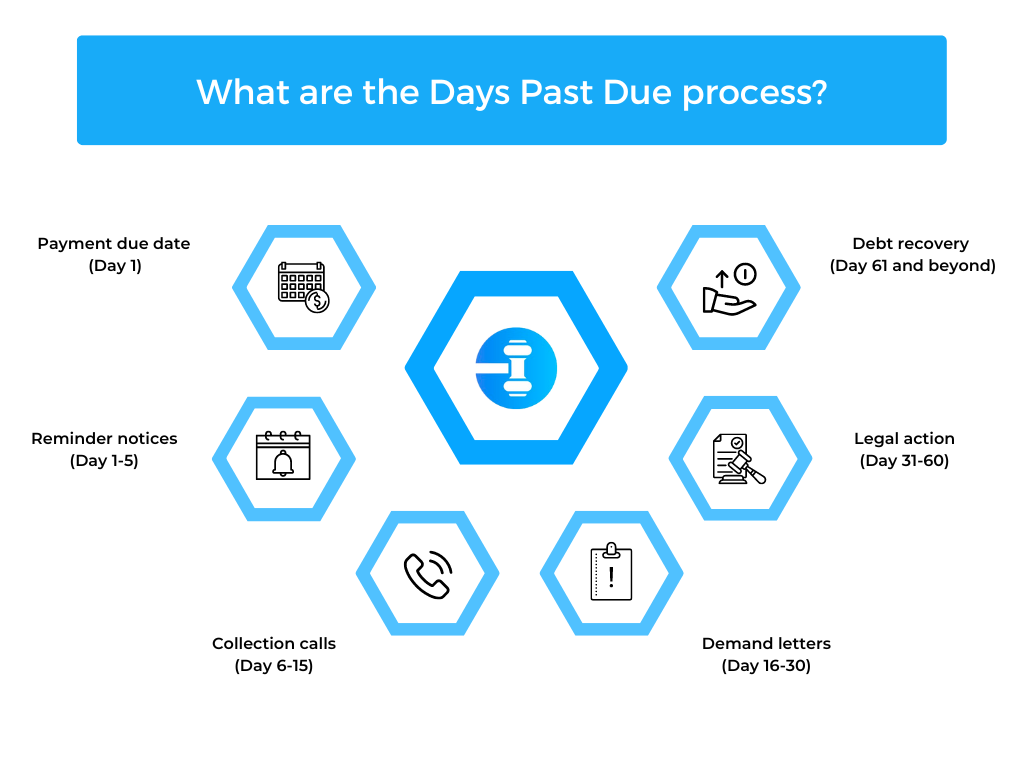 What are the Days Past Due process?
Payment due date
(Day 1)
Reminder notices
(Day 1-5)
Collection calls
(Day 6-15)
Demand letters
(Day 16-30)
Legal action
(Day 31-60)
Debt recovery
(Day 61 and beyond)